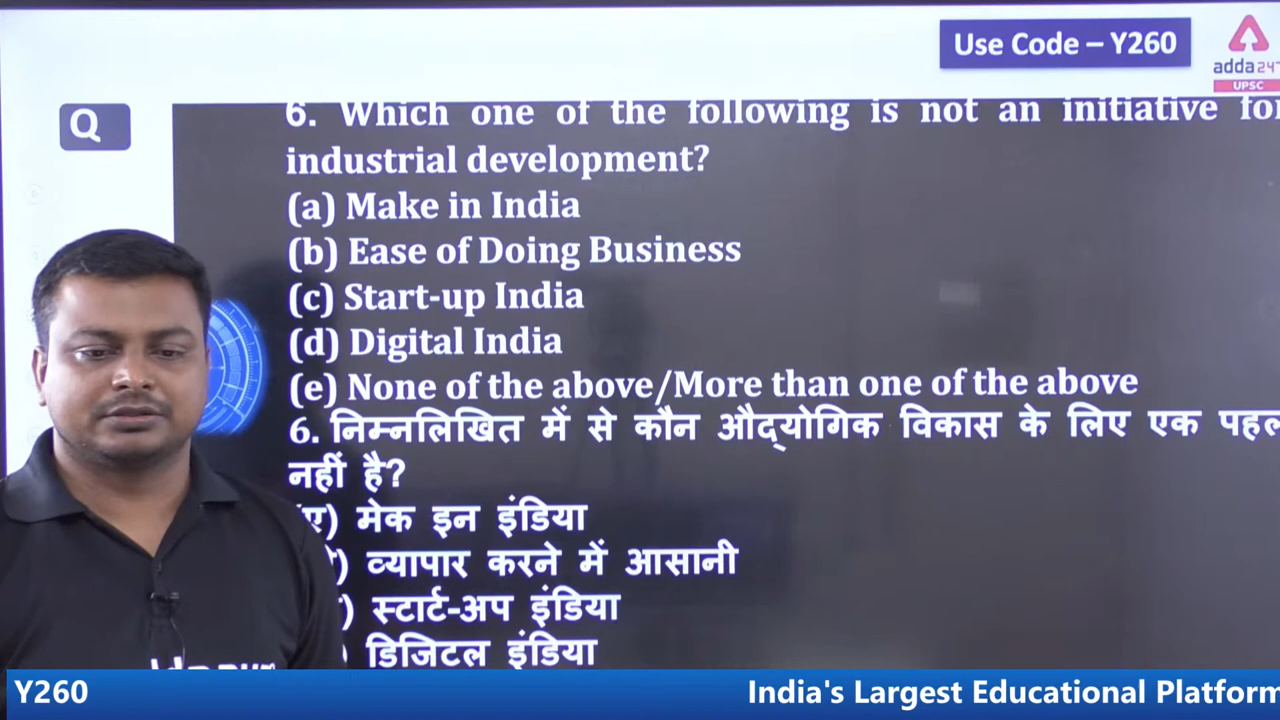 Use Code – Y260
adda247
UPSC
Q
6. Which one of the following is not an initiative for
industrial development?
(a) Make in India
(b) Ease of Doing Business
(c) Start-up India
(d) Digital India
(e) None of the above/More than one of the above
6. निम्नलिखित में से कौन औद्योगिक विकास के लिए एक पहल
नहीं है?
ए) मेक इन इंडिया
) व्यापार करने में आसानी
) स्टार्ट-अप इंडिया
) डिजिटल इंडिया
Y260
India's Largest Educational Platform